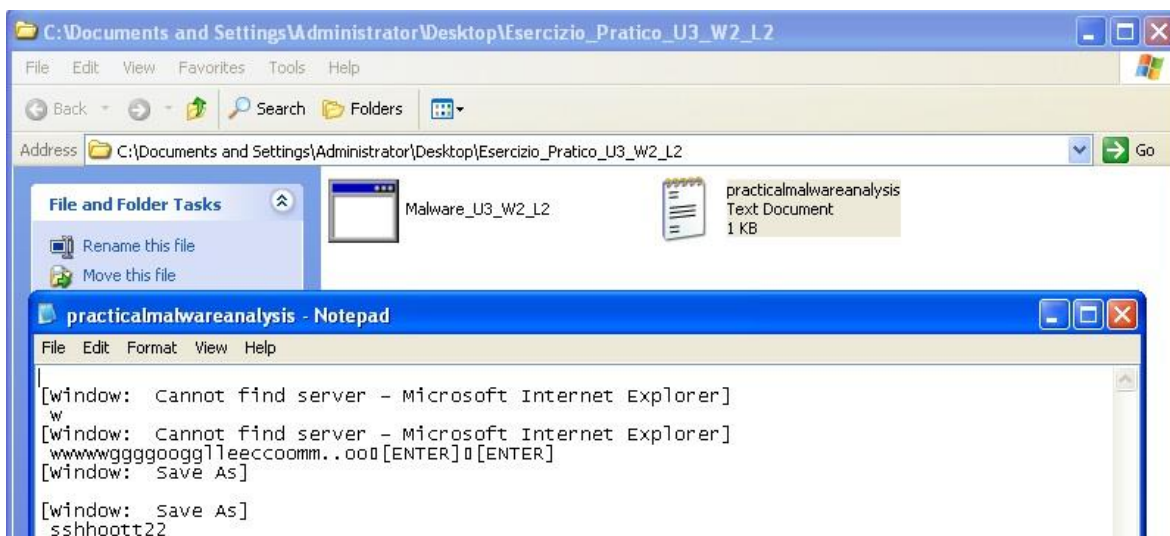 C:\Documents and Settings\Administrator\Desktop\Esercizio_Pratico_U3_W2_L2
File Edit View Favorites Tools Help
Back Search Folders
Address C:\Documents and Settings\Administrator\Desktop\Esercizio_Pratico_U3_W2_L2 Go
File and Folder Tasks
Rename this file
Move this file
Malware_U3_W2_L2
practicalmalwareanalysis
Text Document
1 KB
practicalmalwareanalysis - Notepad
File Edit Format View Help
[Window: Cannot find server - Microsoft Internet Explorer]
w
[Window: Cannot find server - Microsoft Internet Explorer]
wwwwwggggoogglleeccoomm..oo▯[ENTER]▯[ENTER]
[Window: Save As]
[Window: Save As]
sshhoott22